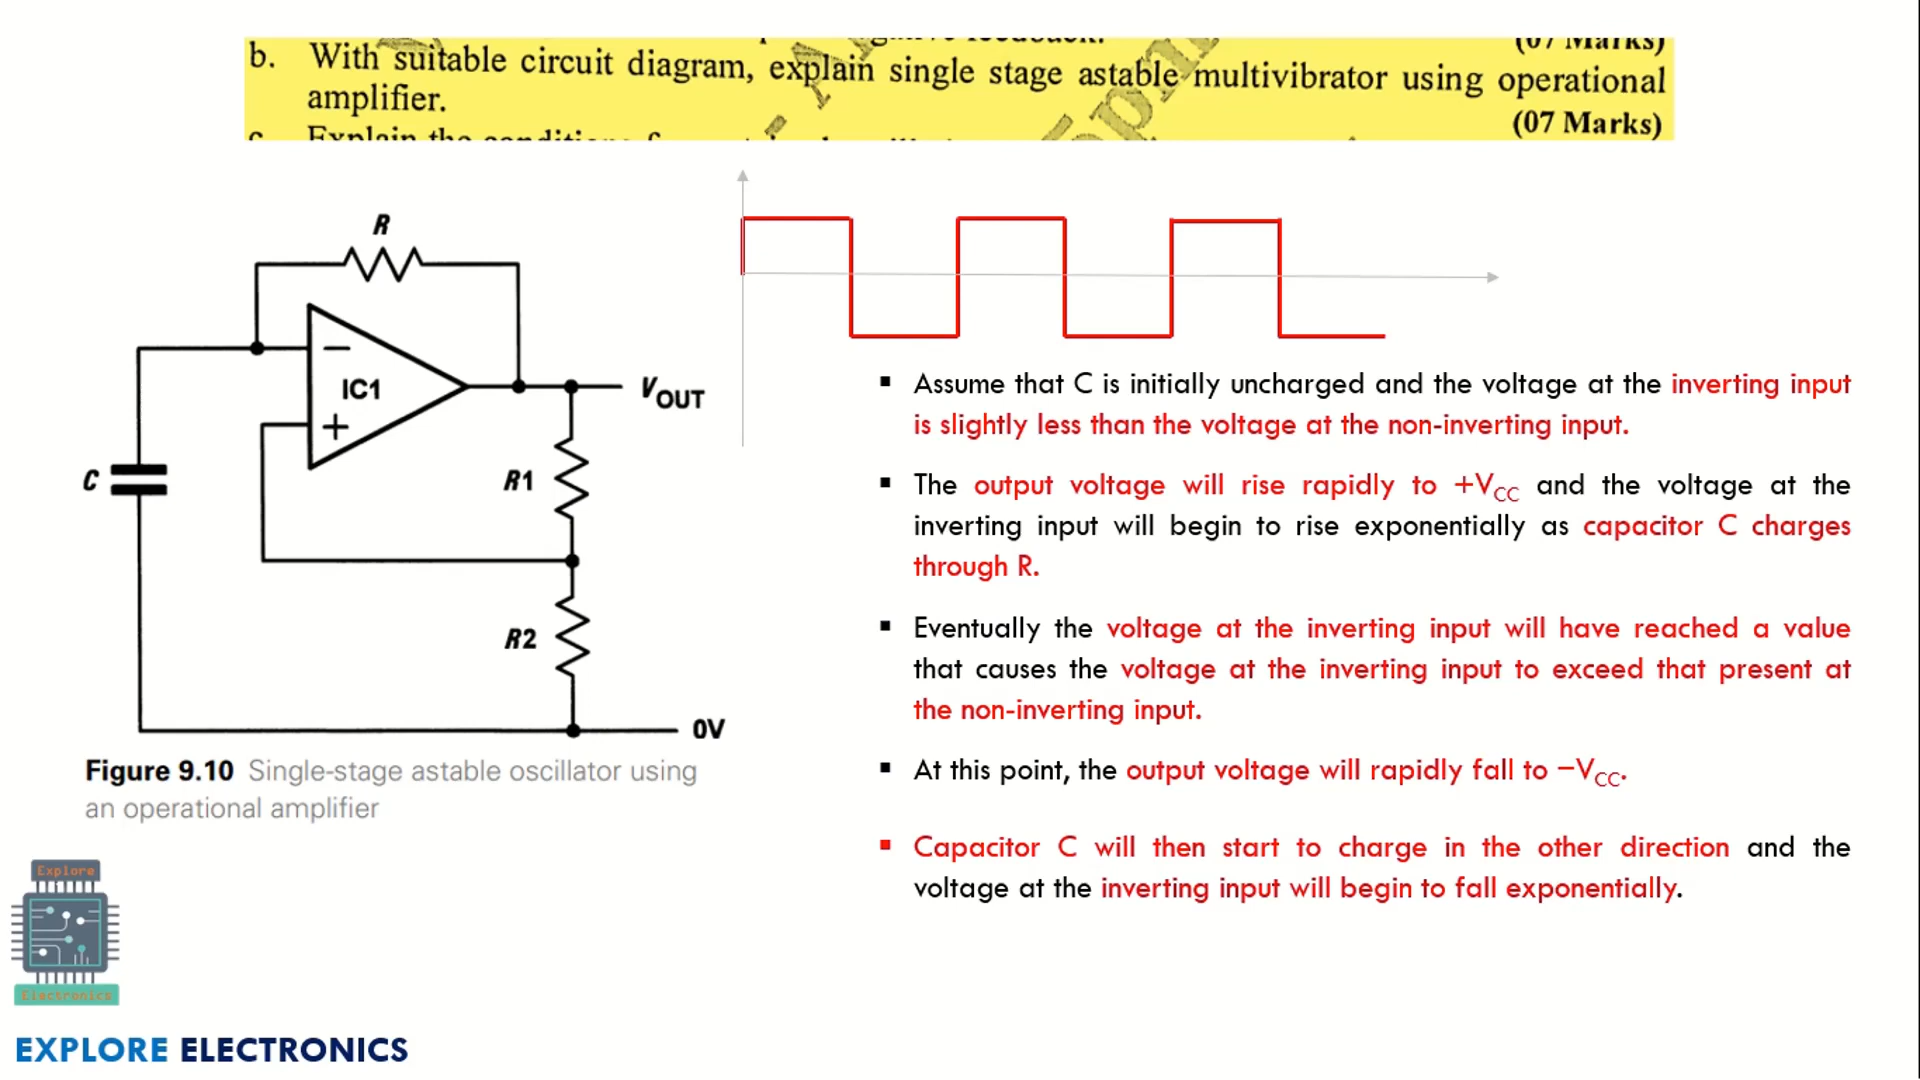 (07 Marks)
b. With suitable circuit diagram, explain single stage astable multivibrator using operational
amplifier.
(07 Marks)
R
IC1
VOUT
C
R1
R2
0V
Figure 9.10 Single-stage astable oscillator using
an operational amplifier
▪ Assume that C is initially uncharged and the voltage at the inverting input
is slightly less than the voltage at the non-inverting input.
▪ The output voltage will rise rapidly to +VCC and the voltage at the
inverting input will begin to rise exponentially as capacitor C charges
through R.
▪ Eventually the voltage at the inverting input will have reached a value
that causes the voltage at the inverting input to exceed that present at
the non-inverting input.
▪ At this point, the output voltage will rapidly fall to −VCC.
▪ Capacitor C will then start to charge in the other direction and the
voltage at the inverting input will begin to fall exponentially.
Explore
Electronics
EXPLORE ELECTRONICS